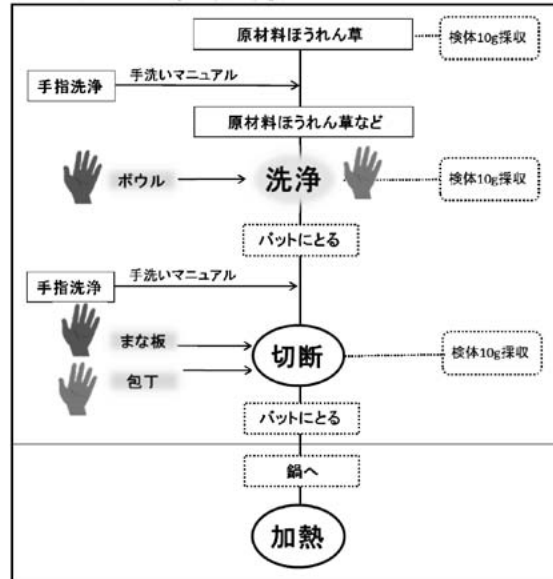 原材料ほうれん草
検体10g採収
手指洗浄
手洗いマニュアル
原材料ほうれん草など
ボウル
洗浄
検体10g採収
バットにとる
手指洗浄
手洗いマニュアル
まな板
切断
検体10g採収
包丁
バットにとる
鍋へ
加熱